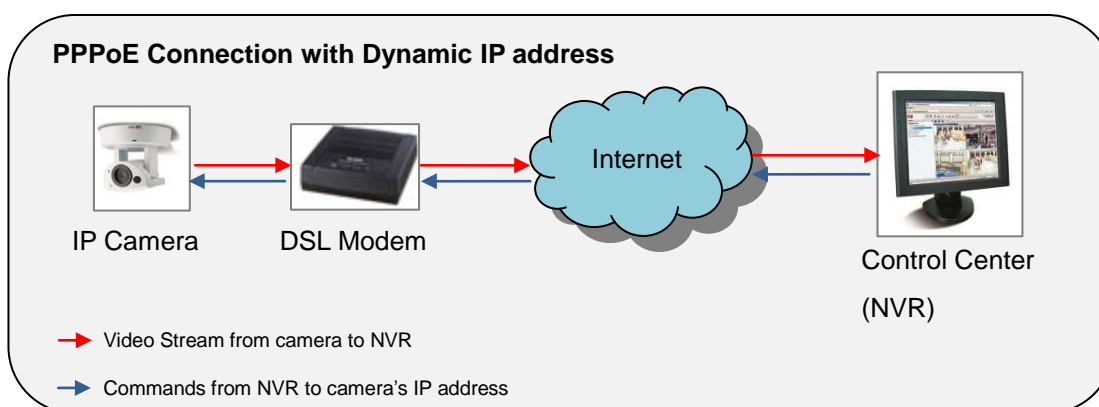 PPPoE Connection with Dynamic IP address
Internet
IP Camera
DSL Modem
Control Center
(NVR)
Video Stream from camera to NVR
Commands from NVR to camera’s IP address